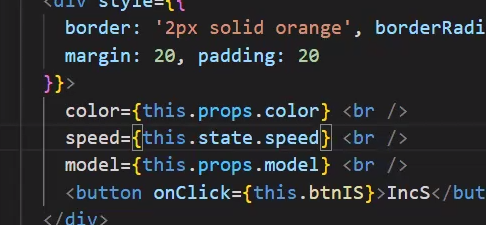 <div style={{
border: '2px solid orange', borderRadi
margin: 20, padding: 20
}}>
color={this.props.color} <br />
speed={this.state.speed} <br />
model={this.props.model} <br />
<button onClick={this.btnIS}>IncS</but
</div>